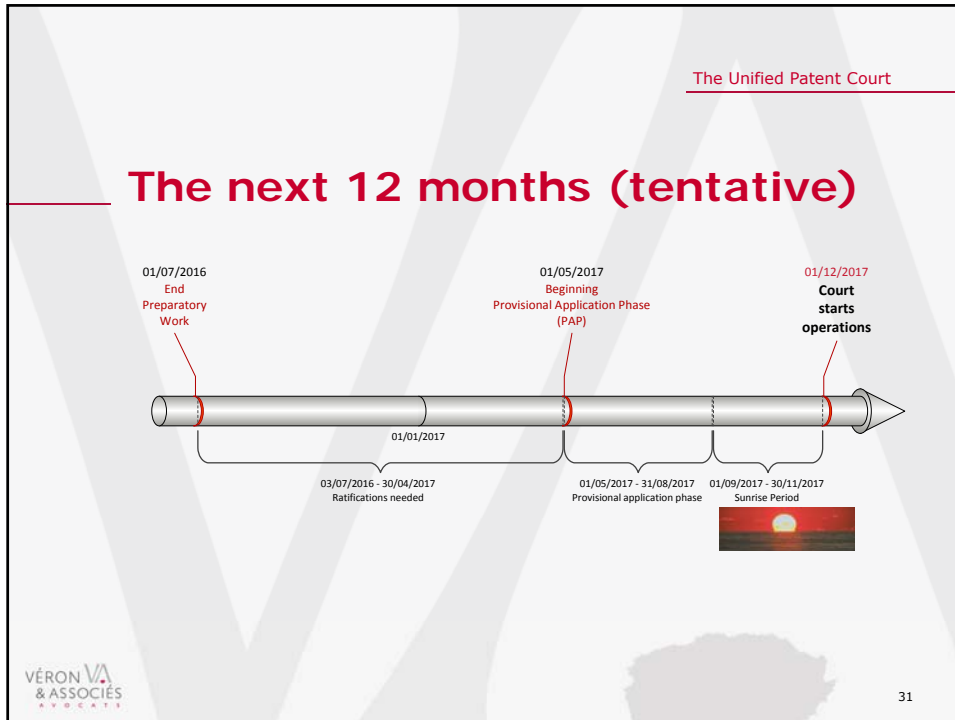 The Unified Patent Court
The next 12 months (tentative)
01/07/2016
End
Preparatory
Work
01/05/2017
Beginning
Provisional Application Phase
(PAP)
01/12/2017
Court
starts
operations
01/01/2017
03/07/2016 - 30/04/2017
Ratifications needed
01/05/2017 - 31/08/2017
Provisional application phase
01/09/2017 - 30/11/2017
Sunrise Period
VÉRON VA
& ASSOCIÉS
AVOCATS
31